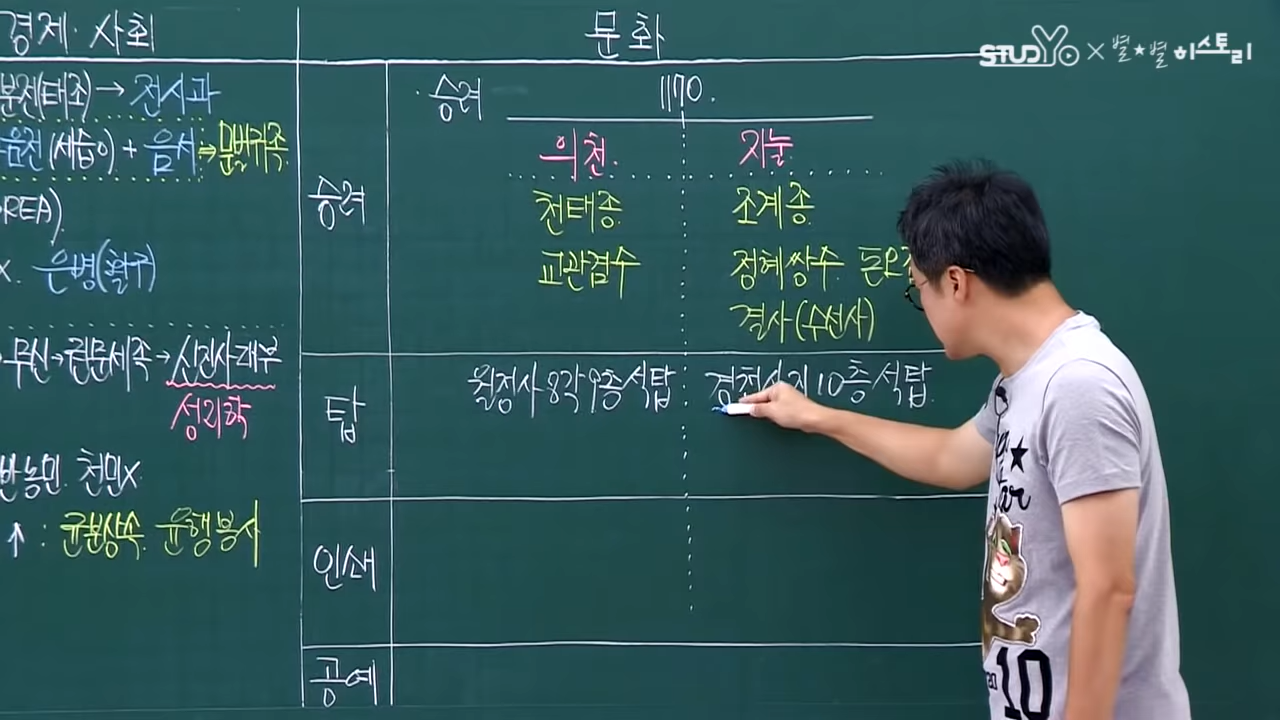 경제·사회
문화
STUDYo × 별★별 히스토리
분전(태조) → 전시과
음전(세습o) + 음서 ⇒ 문벌귀족
REA)
x. 은병(활구)
무신→권문세족→신진사대부
성리학
반농민. 천민x
↑ : 균분상속. 윤행봉사
승려
· 승려
1170.
의천.
지눌
천태종
조계종
교관겸수
정혜쌍수 돈오
결사(수선사)
탑
월정사 8각9층석탑
경천사지10층석탑
인쇄
공예
10